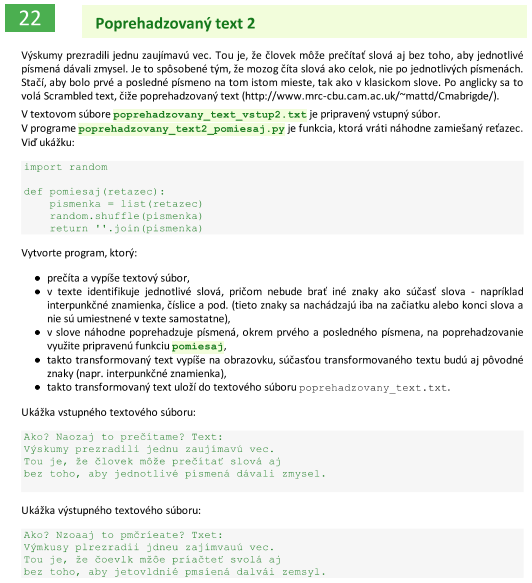 22
Poprehadzovaný text 2
Výskumy prezradili jednu zaujímavú vec. Tou je, že človek môže prečítať slová aj bez toho, aby jednotlivé
písmená dávali zmysel. Je to spôsobené tým, že mozog číta slová ako celok, nie po jednotlivých písmenách.
Stačí, aby bolo prvé a posledné písmeno na tom istom mieste, tak ako v klasickom slove. Po anglicky sa to
volá Scrambled text, čiže poprehadzovaný text (http://www.mrc-cbu.cam.ac.uk/~mattd/Cmabrigde/).
V textovom súbore poprehadzovany_text_vstup2.txt je pripravený vstupný súbor.
V programe poprehadzovany_text2_pomiesaj.py je funkcia, ktorá vráti náhodne zamiešaný reťazec.
Viď ukážku:
import random
def pomiesaj(retazec):
    pismenka = list(retazec)
    random.shuffle(pismenka)
    return ''.join(pismenka)
Vytvorte program, ktorý:
● prečíta a vypíše textový súbor,
● v texte identifikuje jednotlivé slová, pričom nebude brať iné znaky ako súčasť slova - napríklad
interpunkčné znamienka, číslice a pod. (tieto znaky sa nachádzajú iba na začiatku alebo konci slova a
nie sú umiestnené v texte samostatne),
● v slove náhodne poprehadzuje písmená, okrem prvého a posledného písmena, na poprehadzovanie
využite pripravenú funkciu pomiesaj,
● takto transformovaný text vypíše na obrazovku, súčasťou transformovaného textu budú aj pôvodné
znaky (napr. interpunkčné znamienka),
● takto transformovaný text uloží do textového súboru poprehadzovany_text.txt.
Ukážka vstupného textového súboru:
Ako? Naozaj to prečítame? Text:
Výskumy prezradili jednu zaujímavú vec.
Tou je, že človek môže prečítať slová aj
bez toho, aby jednotlivé písmená dávali zmysel.
Ukážka výstupného textového súboru:
Ako? Nzoaaj to pmčríeate? Txet:
Výmkusy plrezradii jdneu zajímvauú vec.
Tou je, že čoevlk mžôe priačteť svolá aj
bez toho, aby jetovldnié pmsíená dalvái zemsyl.